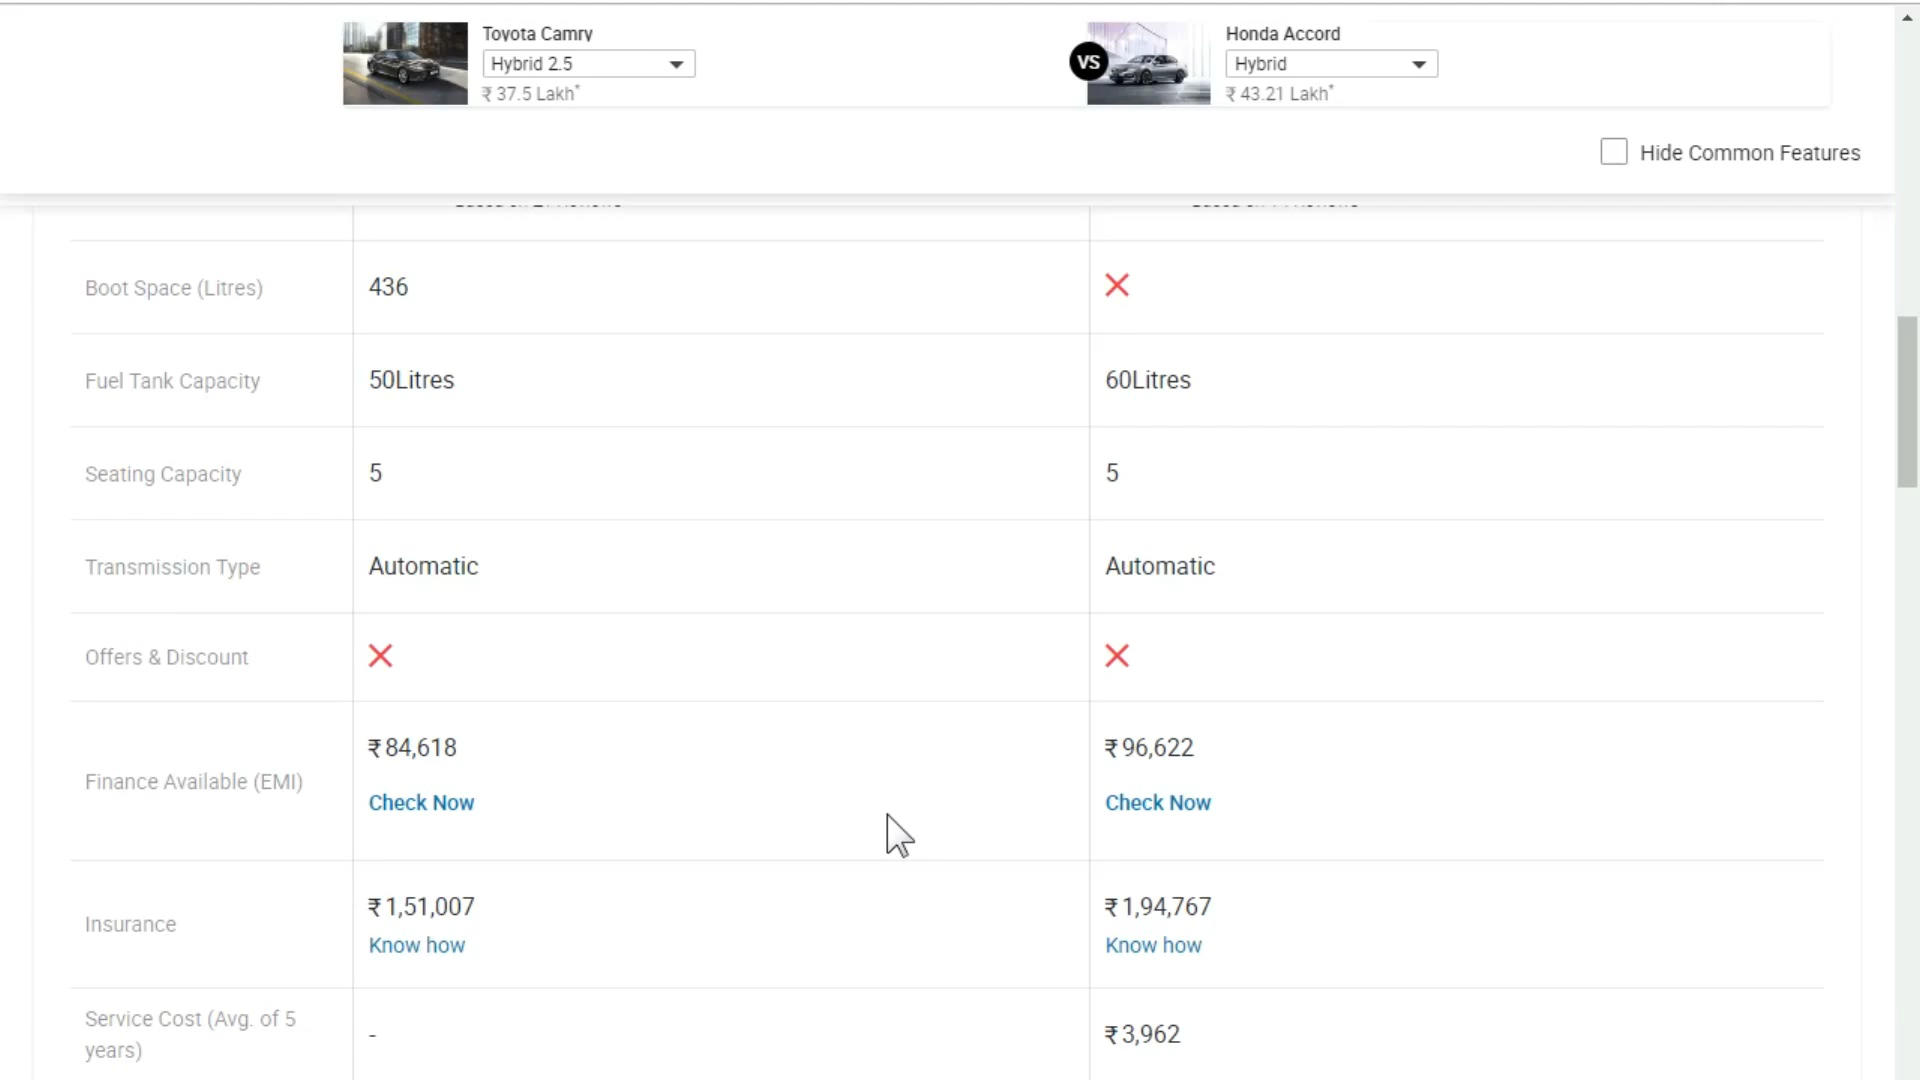 Toyota Camry
Hybrid 2.5
₹ 37.5 Lakh*
VS
Honda Accord
Hybrid
₹ 43.21 Lakh*
Hide Common Features
Boot Space (Litres) 436
Fuel Tank Capacity 50Litres 60Litres
Seating Capacity 5 5
Transmission Type Automatic Automatic
Offers & Discount
Finance Available (EMI)
₹ 84,618 ₹ 96,622
Check Now Check Now
Insurance
₹ 1,51,007 ₹ 1,94,767
Know how Know how
Service Cost (Avg. of 5
years)
- ₹ 3,962